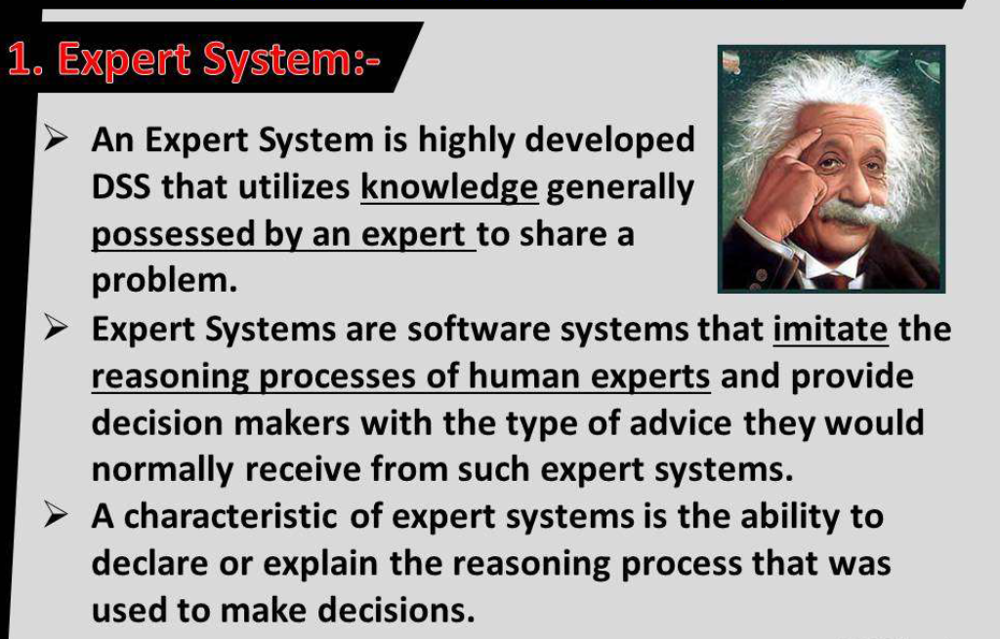 1. Expert System:-
➢ An Expert System is highly developed
DSS that utilizes knowledge generally
possessed by an expert to share a
problem.
➢ Expert Systems are software systems that imitate the
reasoning processes of human experts and provide
decision makers with the type of advice they would
normally receive from such expert systems.
➢ A characteristic of expert systems is the ability to
declare or explain the reasoning process that was
used to make decisions.